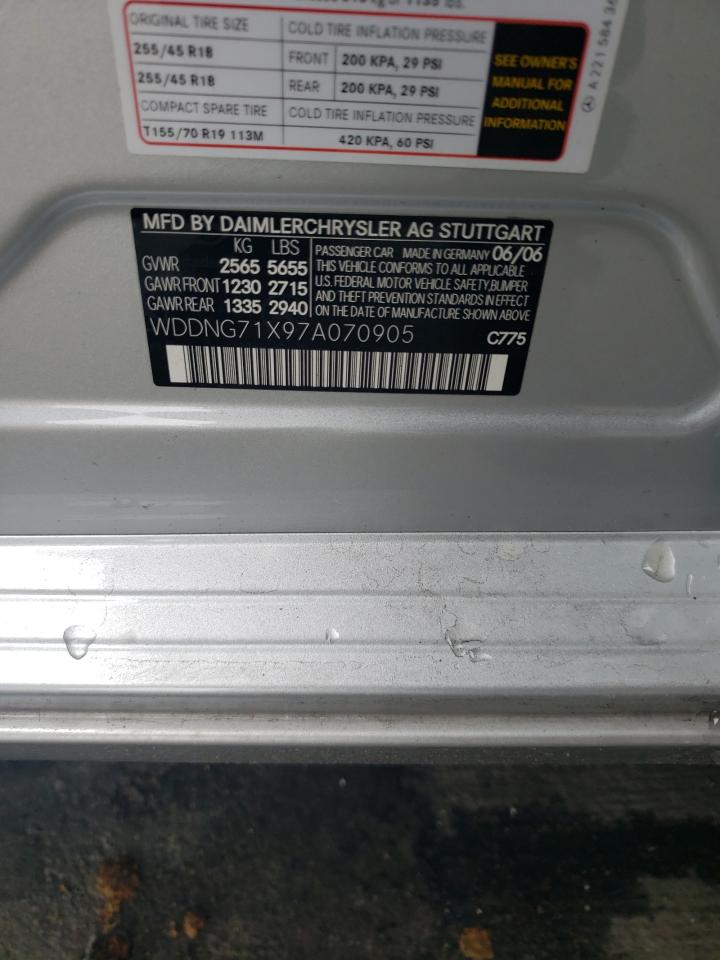 1135 lbs.
ORIGINAL TIRE SIZE COLD TIRE INFLATION PRESSURE
255/45 R18 FRONT 200 KPA, 29 PSI
255/45 R18 REAR 200 KPA, 29 PSI
COMPACT SPARE TIRE COLD TIRE INFLATION PRESSURE
T155/70 R19 113M 420 KPA, 60 PSI
SEE OWNER'S
MANUAL FOR
ADDITIONAL
INFORMATION
A 221 584 36
MFD BY DAIMLERCHRYSLER AG STUTTGART
KG LBS
GVWR 2565 5655
GAWR FRONT 1230 2715
GAWR REAR 1335 2940
PASSENGER CAR MADE IN GERMANY 06/06
THIS VEHICLE CONFORMS TO ALL APPLICABLE
U.S. FEDERAL MOTOR VEHICLE SAFETY, BUMPER
AND THEFT PREVENTION STANDARDS IN EFFECT
ON THE DATE OF MANUFACTURE SHOWN ABOVE
WDDNG71X97A070905 C775